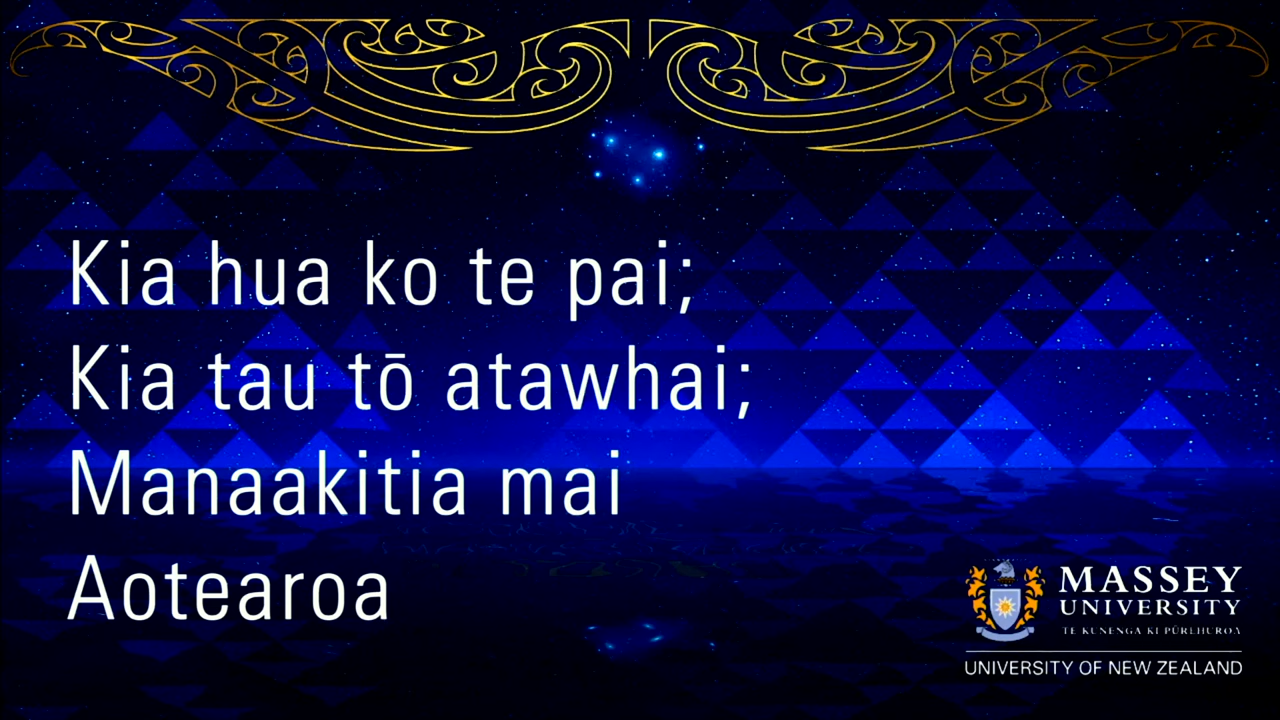 Kia hua ko te pai;
Kia tau tō atawhai;
Manaakitia mai
Aotearoa
MASSEY
UNIVERSITY
TE KUNENGA KI PŪREHUROA
UNIVERSITY OF NEW ZEALAND